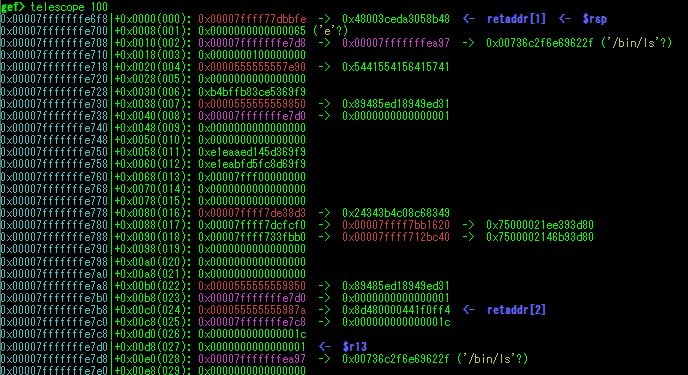 gef> telescope 100
0x00007fffffffe6f8|+0x0000(000): 0x00007ffff77dbbfe  ->  0x48003ceda3058b48  <-  retaddr[1]  <-  $rsp
0x00007fffffffe700|+0x0008(001): 0x0000000000000065 ('e'?)
0x00007fffffffe708|+0x0010(002): 0x00007fffffffe7d8  ->  0x00007fffffffea97  ->  0x00736c2f6e69622f ('/bin/ls'?)
0x00007fffffffe710|+0x0018(003): 0x0000000100000000
0x00007fffffffe718|+0x0020(004): 0x0000555555557e90  ->  0x5441554156415741
0x00007fffffffe720|+0x0028(005): 0x0000000000000000
0x00007fffffffe728|+0x0030(006): 0xb4bffb83ce5369f9
0x00007fffffffe730|+0x0038(007): 0x0000555555559850  ->  0x89485ed18949ed31
0x00007fffffffe738|+0x0040(008): 0x00007fffffffe7d0  ->  0x0000000000000001
0x00007fffffffe740|+0x0048(009): 0x0000000000000000
0x00007fffffffe748|+0x0050(010): 0x0000000000000000
0x00007fffffffe750|+0x0058(011): 0xe1eaaed145d369f9
0x00007fffffffe758|+0x0060(012): 0xe1eabfd5fc8d69f9
0x00007fffffffe760|+0x0068(013): 0x00007fff00000000
0x00007fffffffe768|+0x0070(014): 0x0000000000000000
0x00007fffffffe770|+0x0078(015): 0x0000000000000000
0x00007fffffffe778|+0x0080(016): 0x00007ffff7de38d3  ->  0x24343b4c08c68349
0x00007fffffffe780|+0x0088(017): 0x00007ffff7dcfcf0  ->  0x00007ffff7bb1620  ->  0x75000021ee393d80
0x00007fffffffe788|+0x0090(018): 0x00007ffff733fbb0  ->  0x00007ffff712bc40  ->  0x7500002146b93d80
0x00007fffffffe790|+0x0098(019): 0x0000000000000000
0x00007fffffffe798|+0x00a0(020): 0x0000000000000000
0x00007fffffffe7a0|+0x00a8(021): 0x0000000000000000
0x00007fffffffe7a8|+0x00b0(022): 0x0000555555559850  ->  0x89485ed18949ed31
0x00007fffffffe7b0|+0x00b8(023): 0x00007fffffffe7d0  ->  0x0000000000000001
0x00007fffffffe7b8|+0x00c0(024): 0x000055555555987a  ->  0x8d480000441f0ff4  <-  retaddr[2]
0x00007fffffffe7c0|+0x00c8(025): 0x00007fffffffe7c8  ->  0x000000000000001c
0x00007fffffffe7c8|+0x00d0(026): 0x000000000000001c
0x00007fffffffe7d0|+0x00d8(027): 0x0000000000000001  <-  $r13
0x00007fffffffe7d8|+0x00e0(028): 0x00007fffffffea97  ->  0x00736c2f6e69622f ('/bin/ls'?)
0x00007fffffffe7e0|+0x00e8(029): 0x0000000000000000